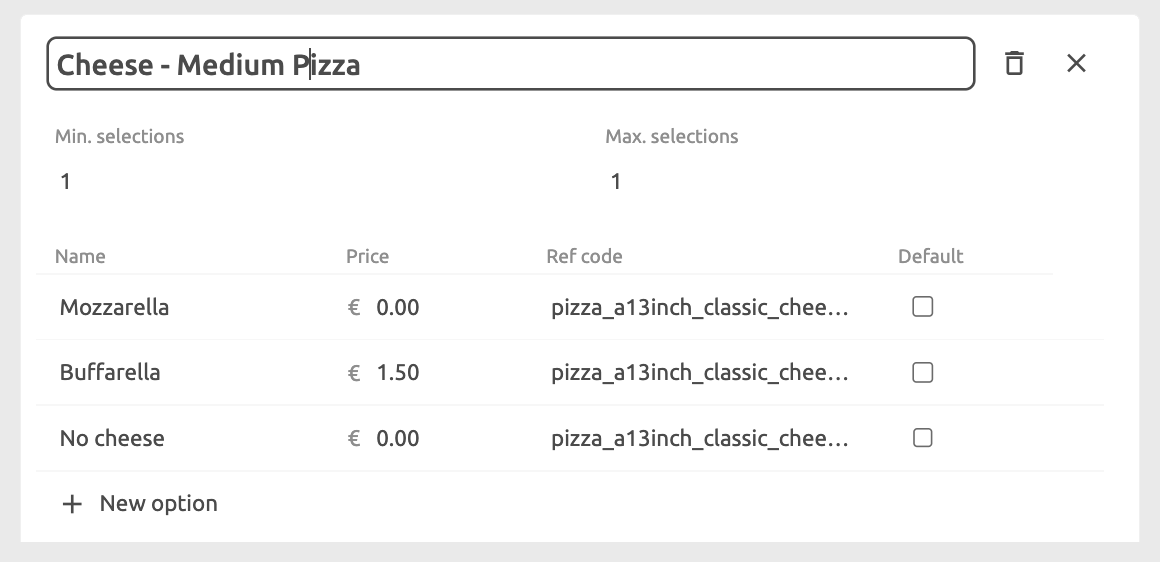 Cheese - Medium Pizza
Min. selections Max. selections
1 1
Name Price Ref code Default
Mozzarella € 0.00 pizza_a13inch_classic_chee...
Buffarella € 1.50 pizza_a13inch_classic_chee...
No cheese € 0.00 pizza_a13inch_classic_chee...
+ New option